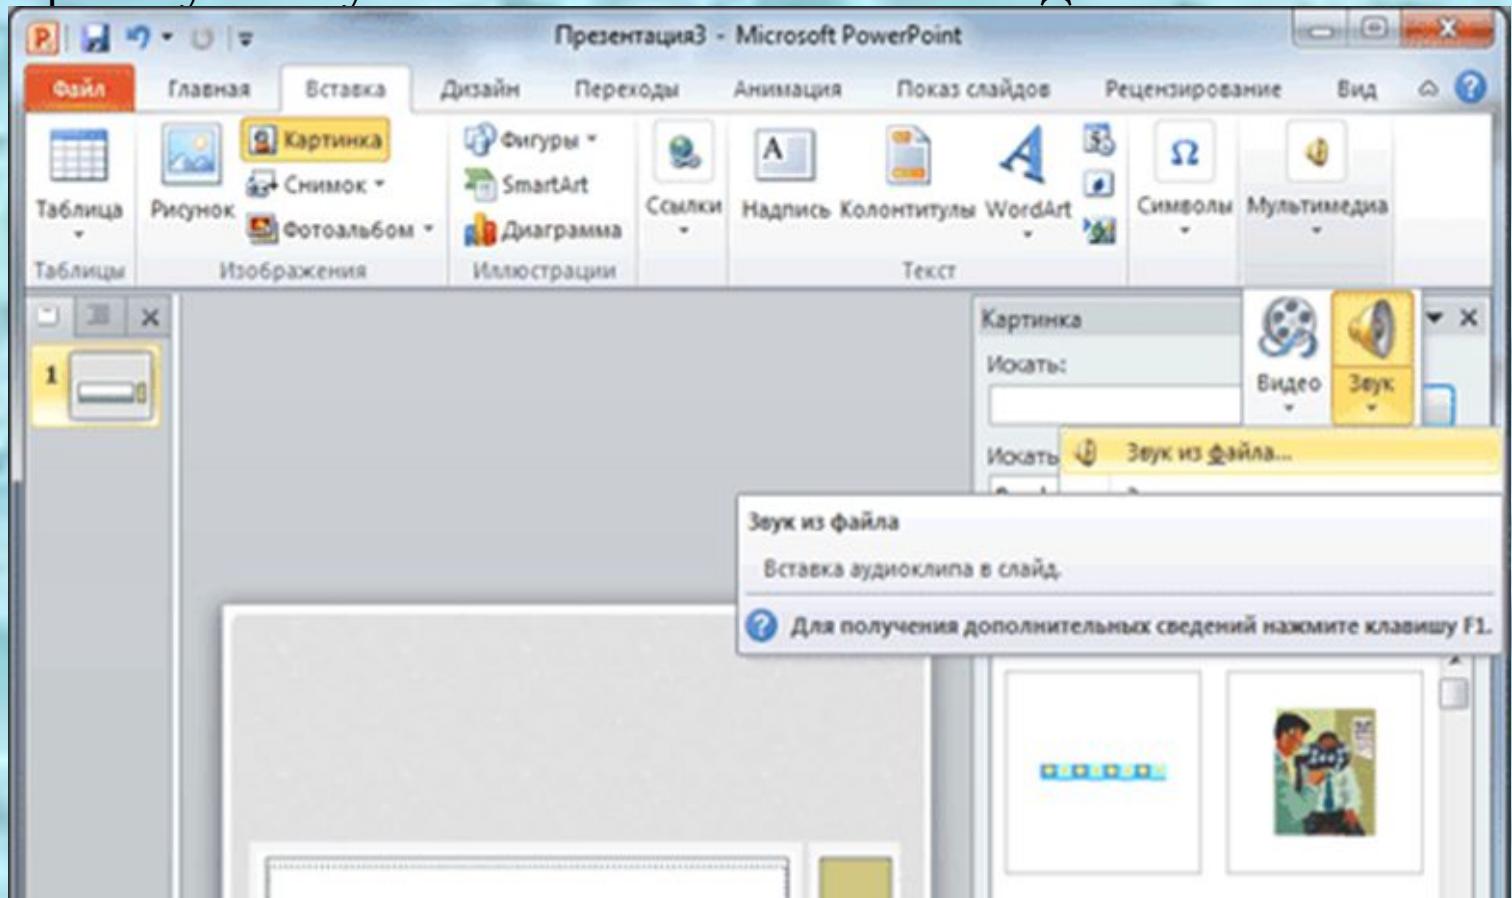 Презентация3 - Microsoft PowerPoint
Файл Главная Вставка Дизайн Переходы Анимация Показ слайдов Рецензирование Вид
Картинка Фигуры
Снимок SmartArt
Таблица Рисунок Фотоальбом Диаграмма Ссылки Надпись Колонтитулы WordArt Символы Мультимедиа
Таблицы Изображения Иллюстрации Текст
1
Картинка
Искать:
Видео Звук
Искать
Звук из файла...
Звук из файла
Вставка аудиоклипа в слайд.
Для получения дополнительных сведений нажмите клавишу F1.